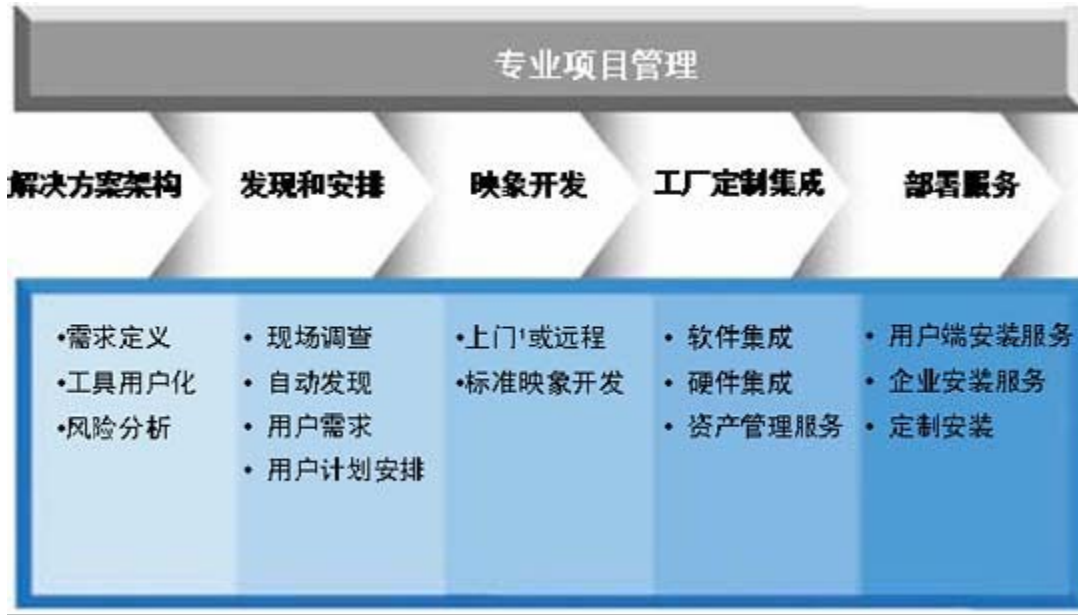 专业项目管理
解决方案架构
发现和安排
映象开发
工厂定制集成
部署服务
•需求定义
•工具用户化
•风险分析
• 现场调查
• 自动发现
• 用户需求
• 用户计划安排
•上门¹或远程
•标准映象开发
• 软件集成
• 硬件集成
• 资产管理服务
• 用户端安装服务
• 企业安装服务
• 定制安装